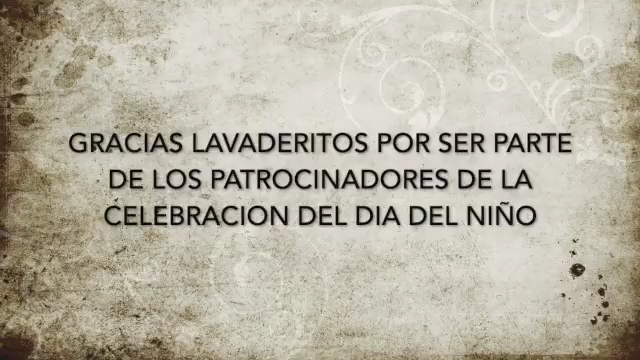 GRACIAS LAVADERITOS POR SER PARTE
DE LOS PATROCINADORES DE LA
CELEBRACION DEL DIA DEL NIÑO